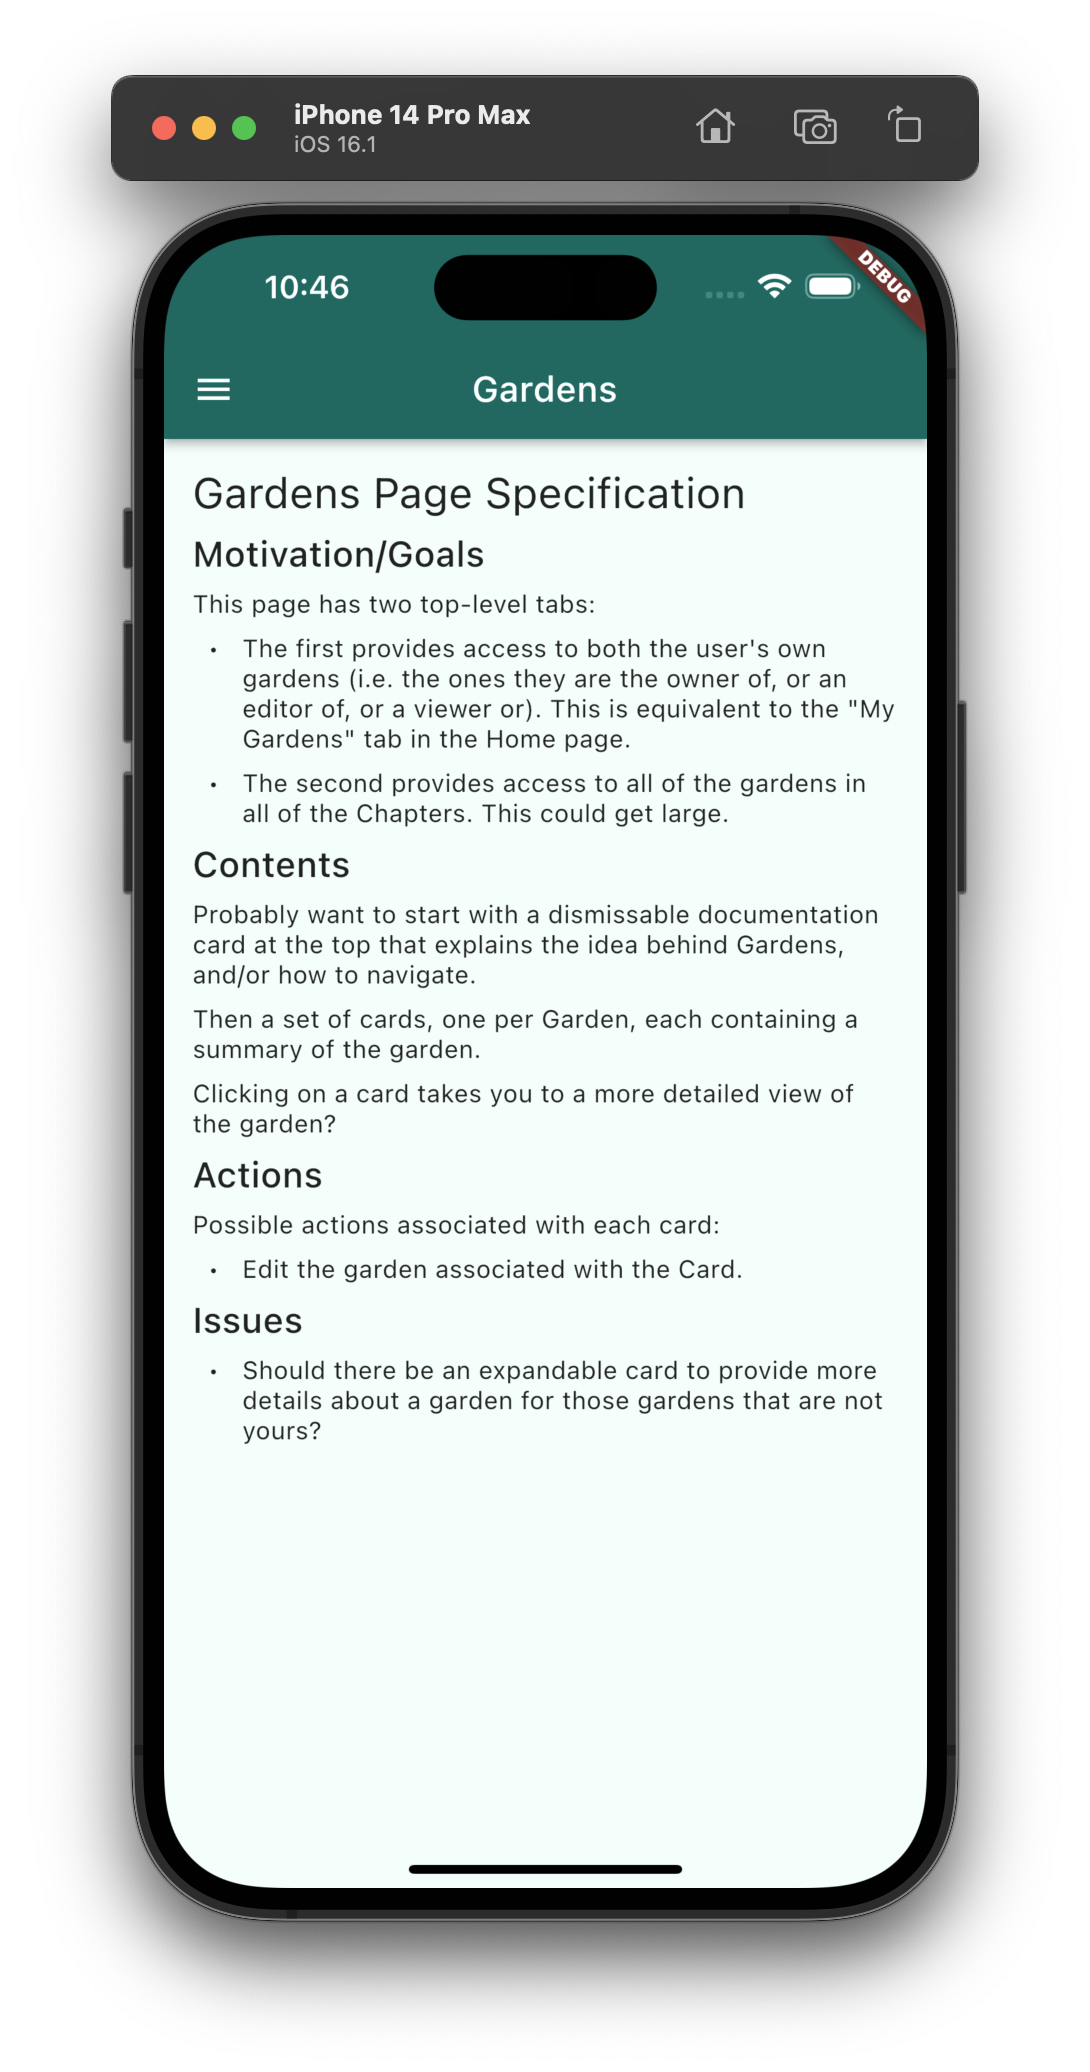 iPhone 14 Pro Max
iOS 16.1
10:46
DEBUG
Gardens
Gardens Page Specification
Motivation/Goals
This page has two top-level tabs:
• The first provides access to both the user's own
gardens (i.e. the ones they are the owner of, or an
editor of, or a viewer or). This is equivalent to the "My
Gardens" tab in the Home page.
• The second provides access to all of the gardens in
all of the Chapters. This could get large.
Contents
Probably want to start with a dismissable documentation
card at the top that explains the idea behind Gardens,
and/or how to navigate.
Then a set of cards, one per Garden, each containing a
summary of the garden.
Clicking on a card takes you to a more detailed view of
the garden?
Actions
Possible actions associated with each card:
• Edit the garden associated with the Card.
Issues
• Should there be an expandable card to provide more
details about a garden for those gardens that are not
yours?